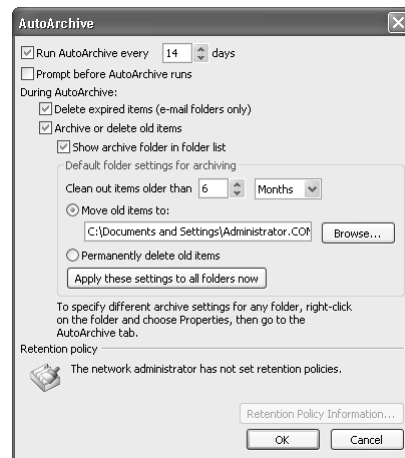 AutoArchive
Run AutoArchive every 14 days
Prompt before AutoArchive runs
During AutoArchive:
Delete expired items (e-mail folders only)
Archive or delete old items
Show archive folder in folder list
Default folder settings for archiving
Clean out items older than 6 Months
Move old items to:
C:\Documents and Settings\Administrator.CON Browse...
Permanently delete old items
Apply these settings to all folders now
To specify different archive settings for any folder, right-click
on the folder and choose Properties, then go to the
AutoArchive tab.
Retention policy
The network administrator has not set retention policies.
Retention Policy Information...
OK Cancel